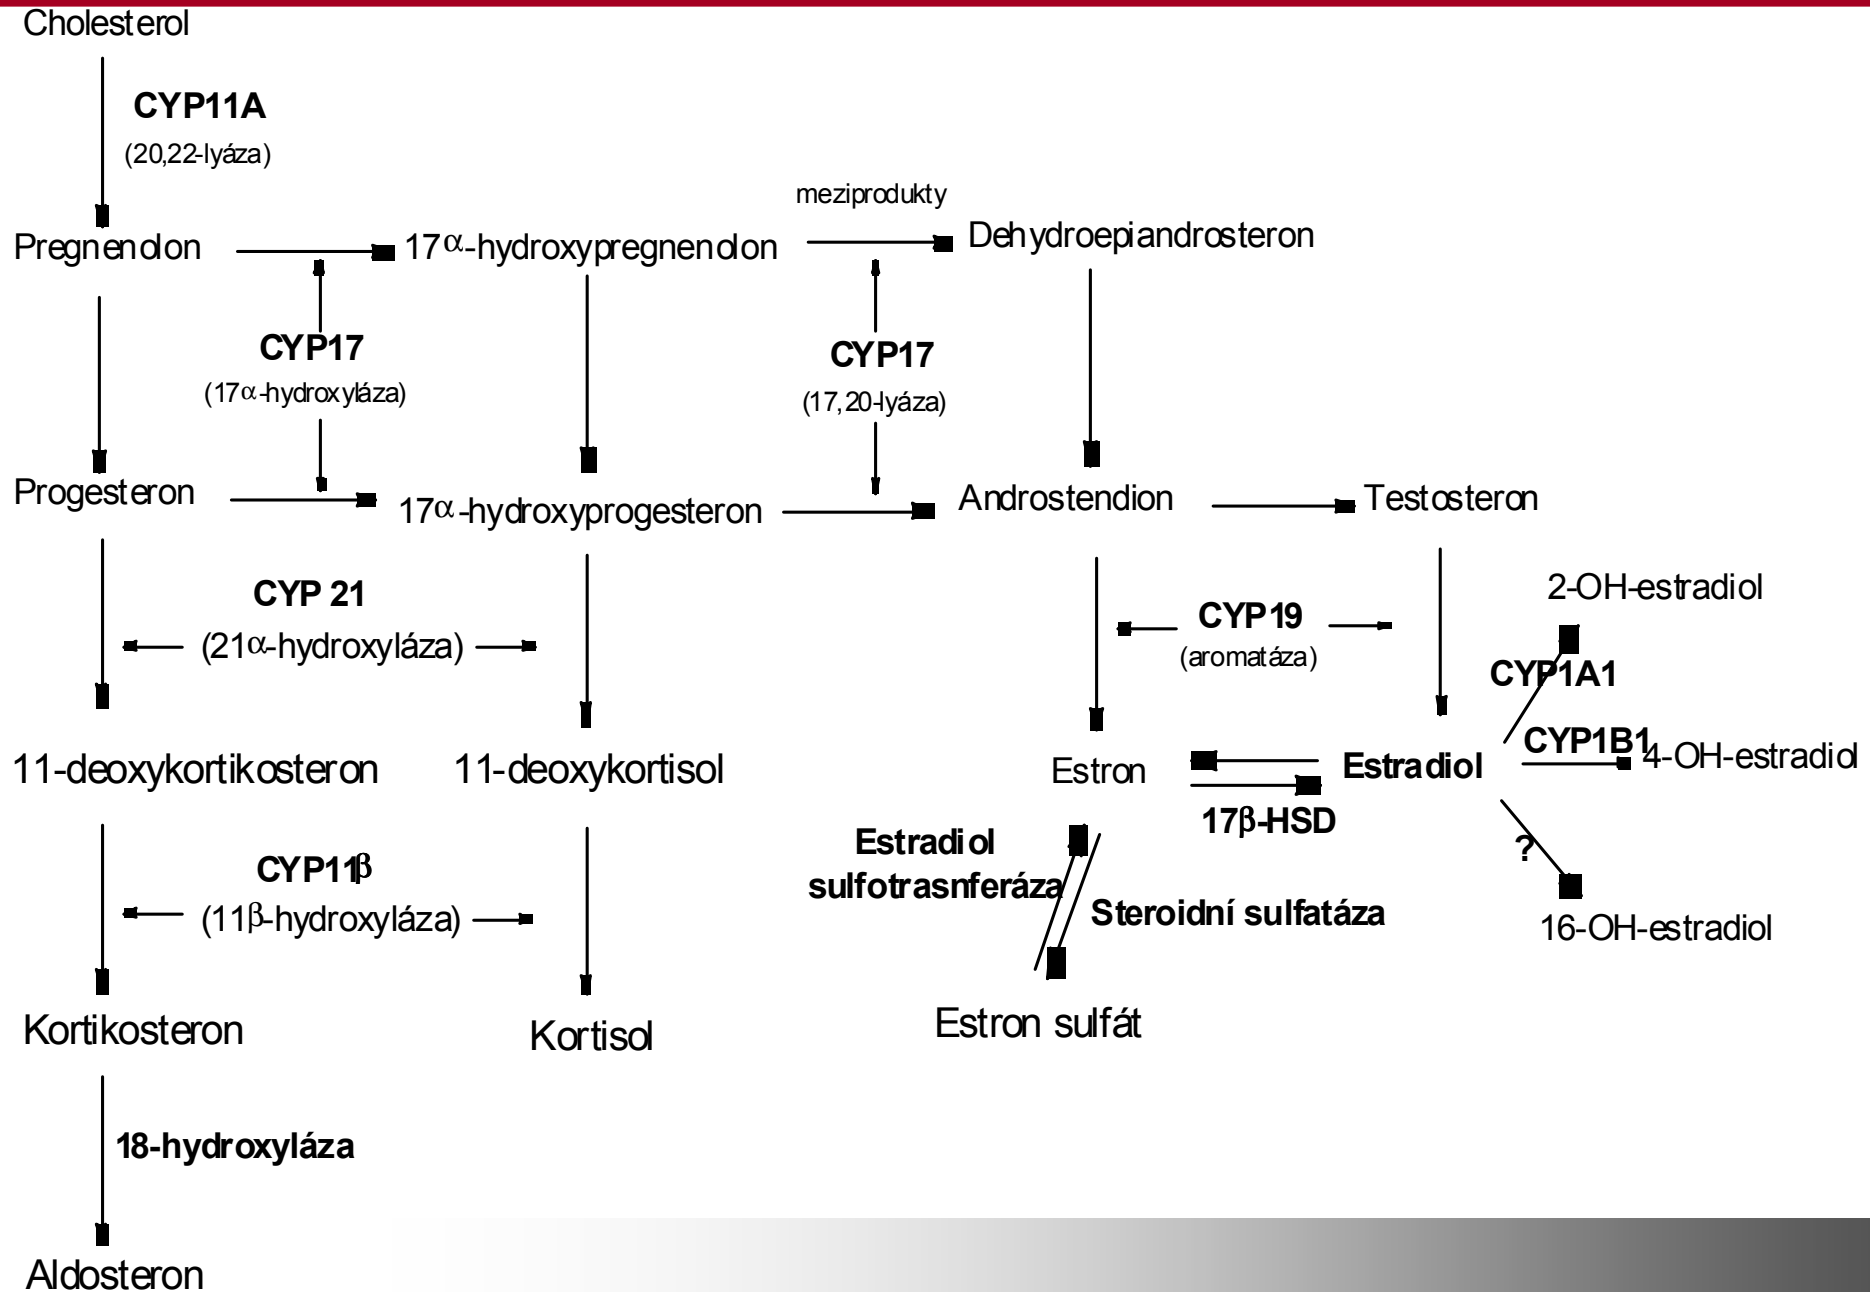 Cholesterol
CYP11A
(20,22-lyáza)
meziprodukty
Pregnenolon
17α-hydroxypregnenolon
Dehydroepiandrosteron
CYP17
(17α-hydroxyláza)
CYP17
(17,20-lyáza)
Progesteron
17α-hydroxyprogesteron
Androstendion
Testosteron
CYP 21
(21α-hydroxyláza)
CYP19
(aromatáza)
2-OH-estradiol
CYP1A1
CYP1B1
4-OH-estradiol
11-deoxykortikosteron
11-deoxykortisol
Estron
Estradiol
17β-HSD
?
16-OH-estradiol
Estradiol
sulfotrasnferáza
Steroidní sulfatáza
CYP11β
(11β-hydroxyláza)
Kortikosteron
Kortisol
Estron sulfát
18-hydroxyláza
Aldosteron